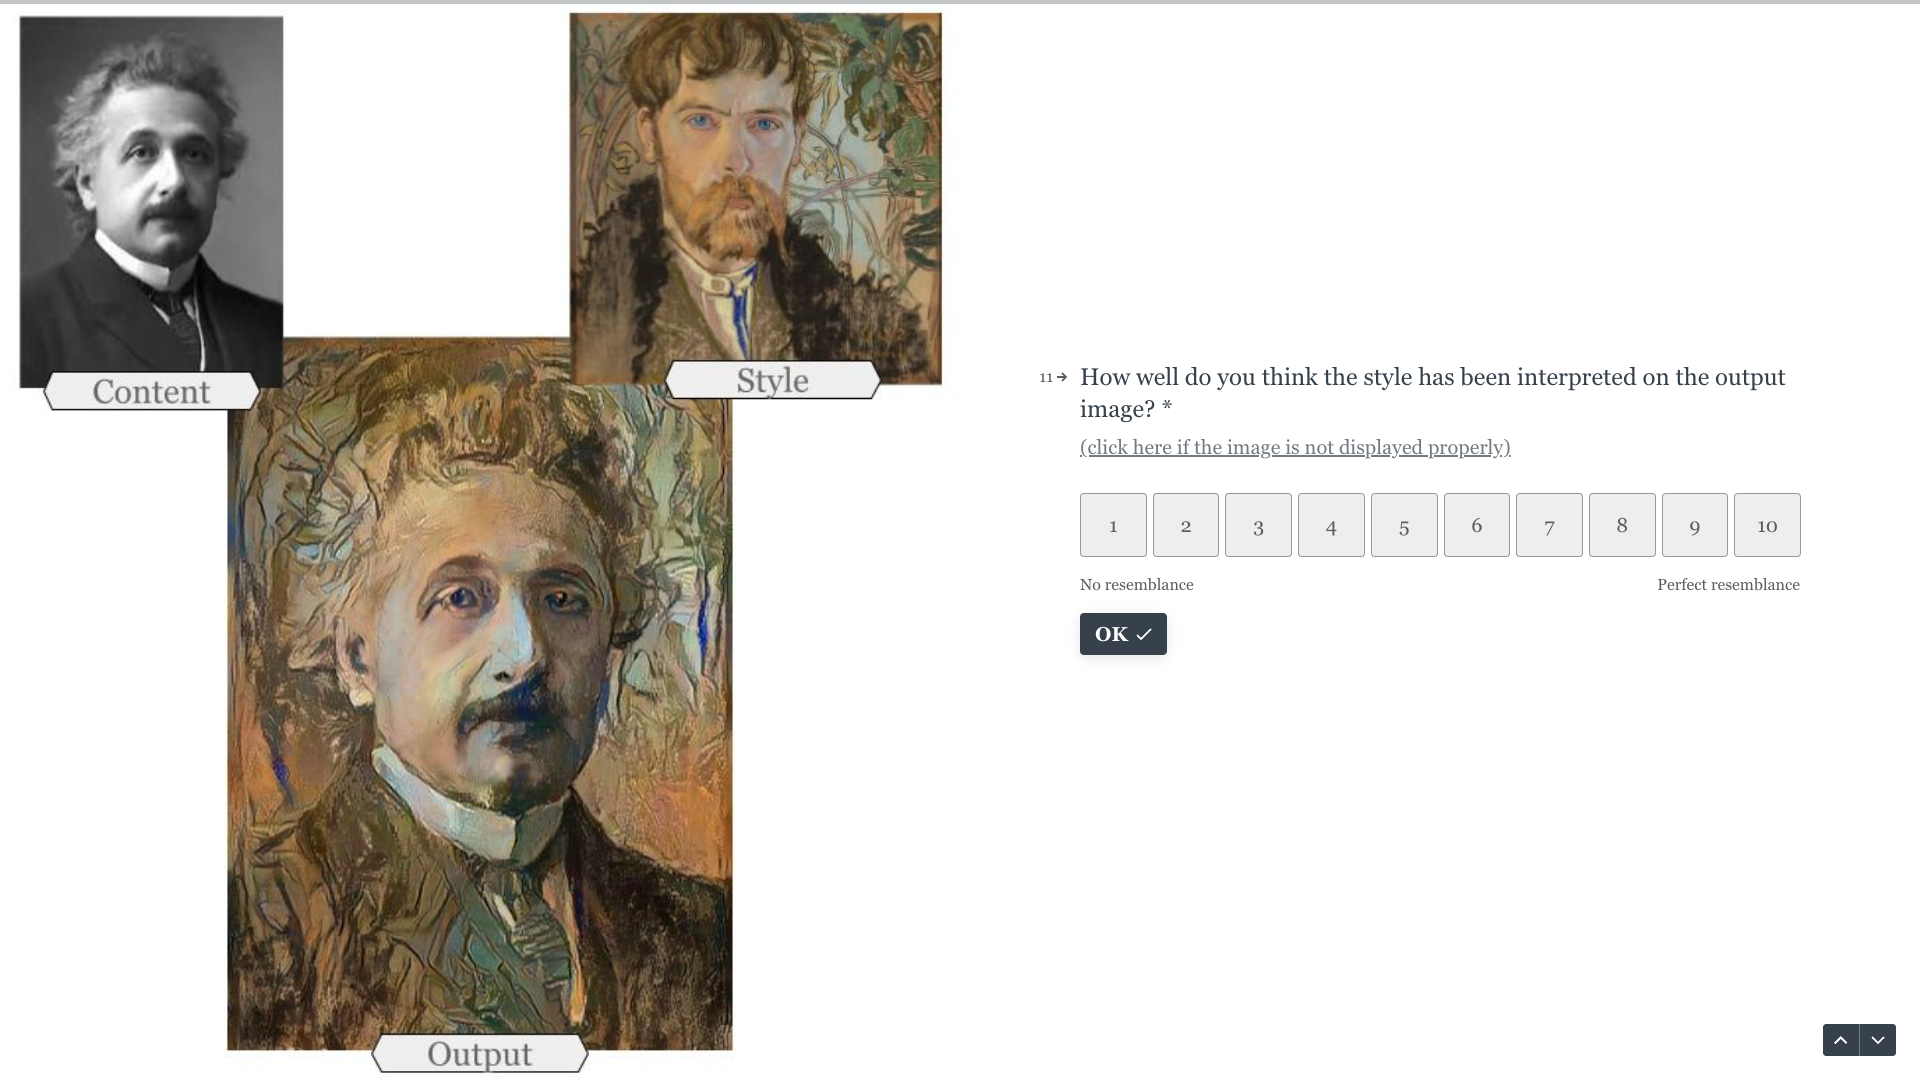 Content
Style
Output
11 How well do you think the style has been interpreted on the output
image? *
(click here if the image is not displayed properly)
1 2 3 4 5 6 7 8 9 10
No resemblance Perfect resemblance
OK